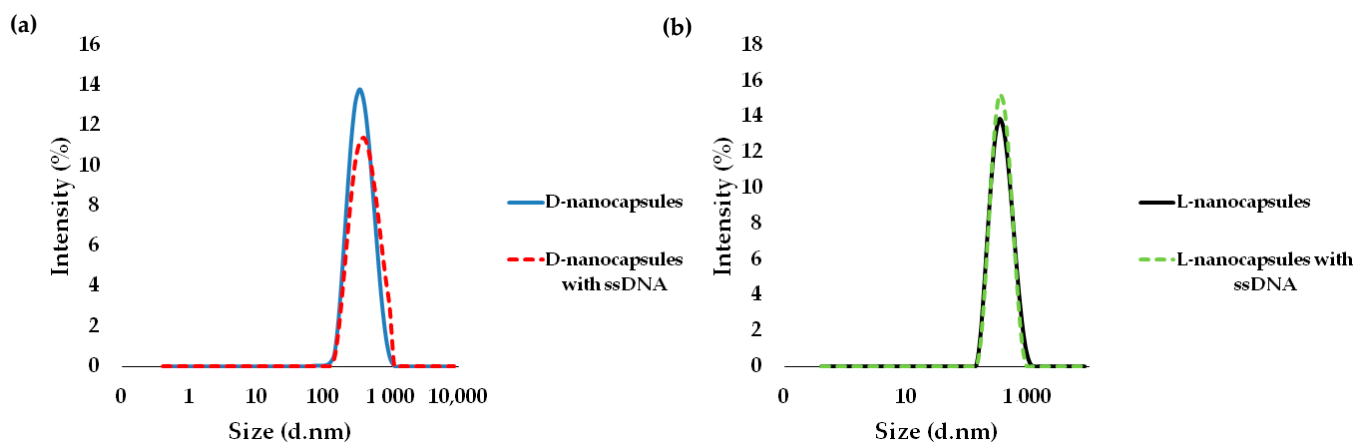 (a)
16
14
12
10
8
6
4
2
0
Intensity (%)
0 1 10 100 1 000 10,000
Size (d.nm)
D-nanocapsules
D-nanocapsules
with ssDNA
(b)
18
16
14
12
10
8
6
4
2
0
Intensity (%)
0 10 1 000
Size (d.nm)
L-nanocapsules
L-nanocapsules with
ssDNA